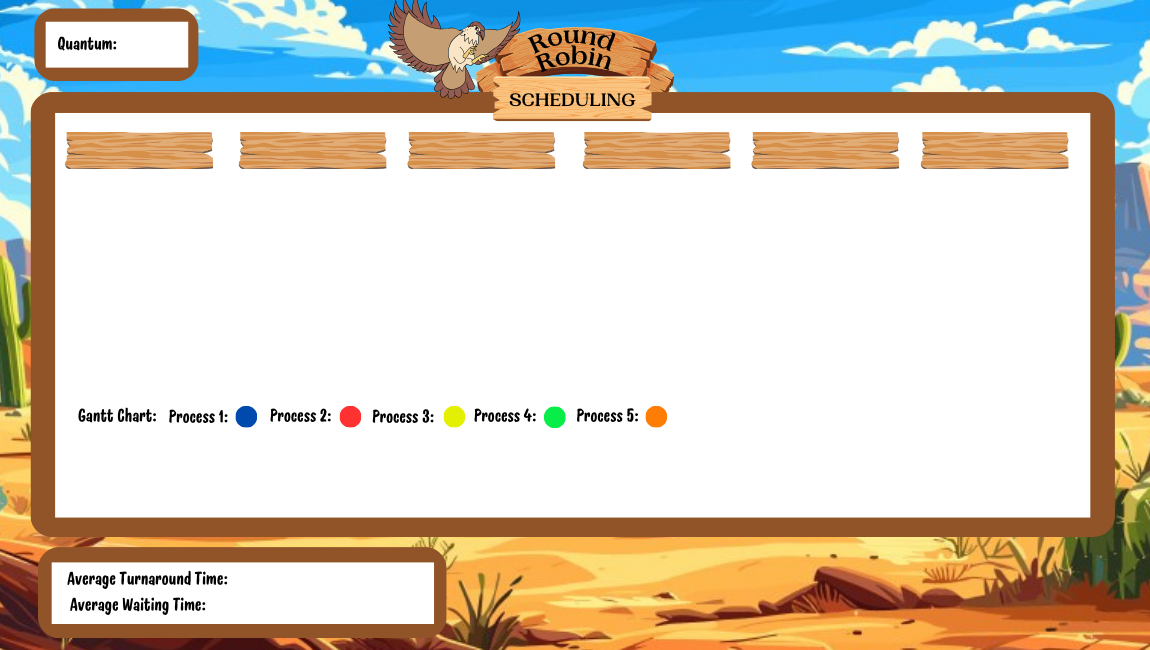 Quantum:
Round
Robin
SCHEDULING
Gantt Chart: Process 1: Process 2: Process 3: Process 4: Process 5:
Average Turnaround Time:
Average Waiting Time: